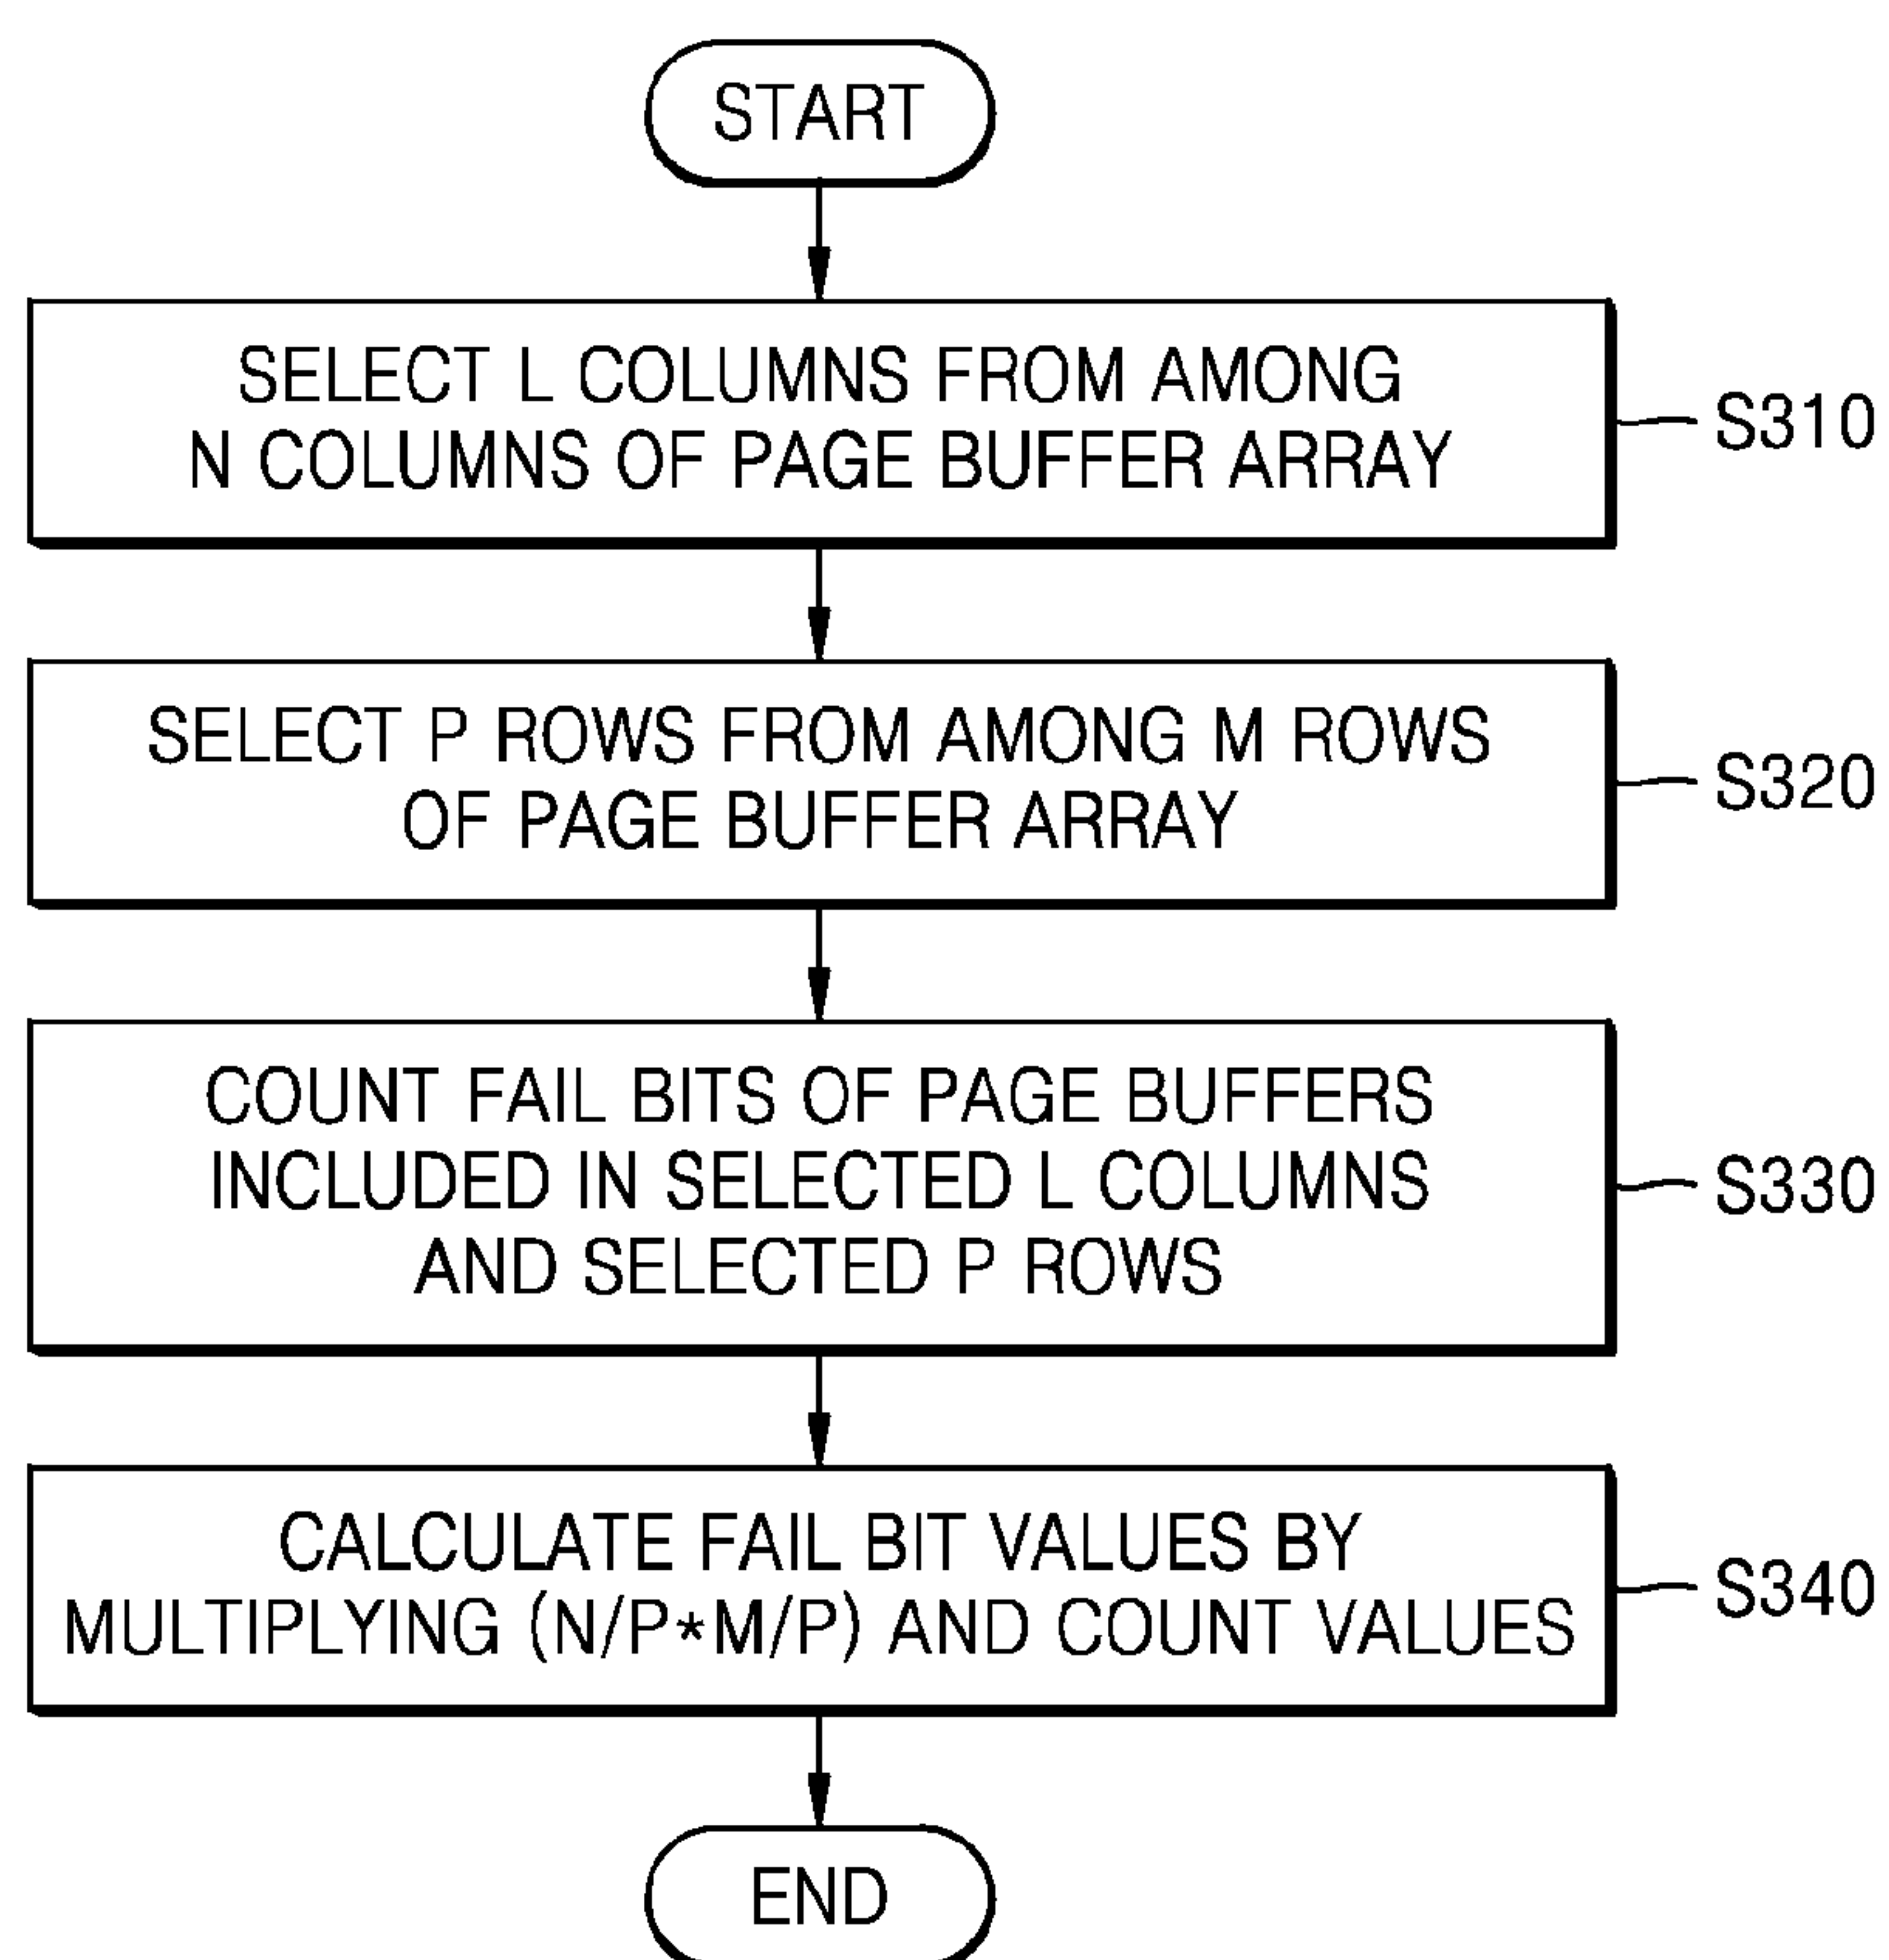 START
SELECT L COLUMNS FROM AMONG
N COLUMNS OF PAGE BUFFER ARRAY
S310
SELECT P ROWS FROM AMONG M ROWS
OF PAGE BUFFER ARRAY
S320
COUNT FAIL BITS OF PAGE BUFFERS
INCLUDED IN SELECTED L COLUMNS
AND SELECTED P ROWS
S330
CALCULATE FAIL BIT VALUES BY
MULTIPLYING (N/P*M/P) AND COUNT VALUES
S340
END